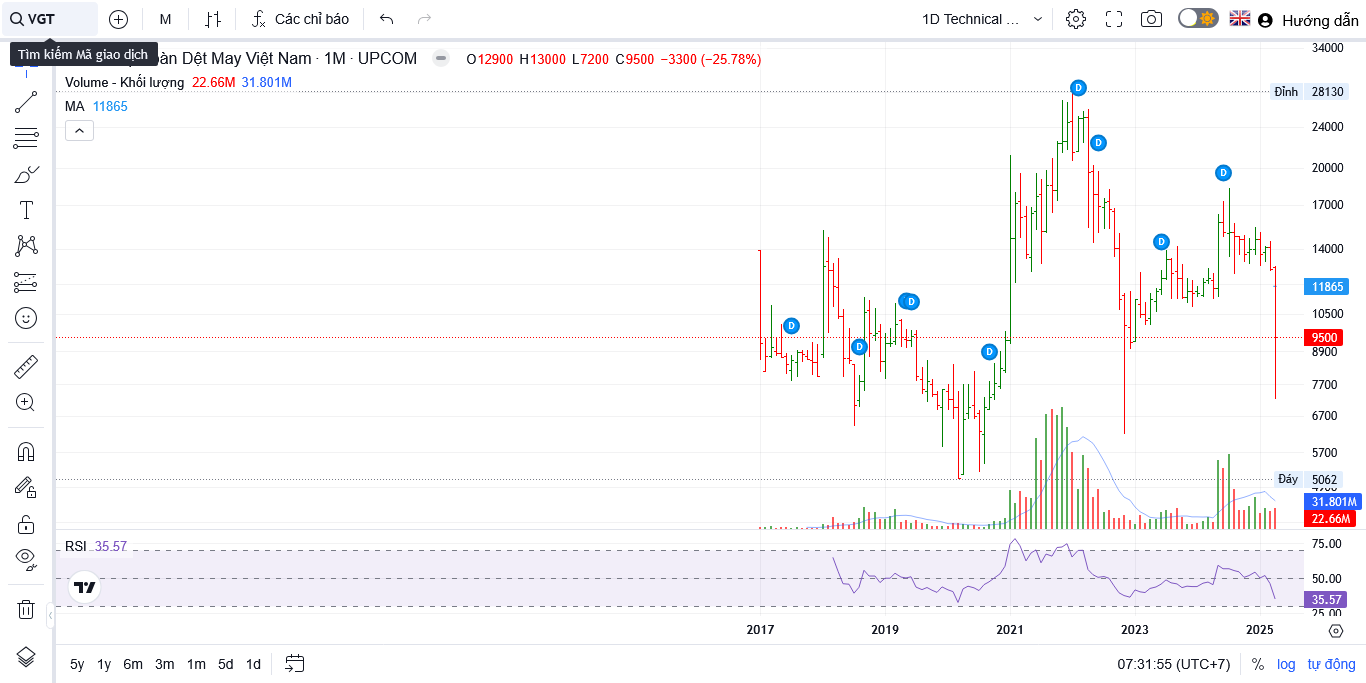 VGT
M
Các chỉ báo
1D Technical ...
Hướng dẫn
Tìm kiếm Mã giao dịch
Dệt May Việt Nam · 1M · UPCOM
O12900 H13000 L7200 C9500 −3300 (−25.78%)
Volume - Khối lượng 22.66M 31.801M
MA 11865
34000
Đỉnh 28130
24000
20000
17000
14000
11865
10500
9500
8900
7700
6700
5700
Đáy 5062
31.801M
22.66M
D
D
D
D
D
D
D
D
D
RSI 35.57
75.00
50.00
35.57
25.00
2017 2019 2021 2023 2025
5y 1y 6m 3m 1m 5d 1d
07:31:55 (UTC+7)
% log tự động